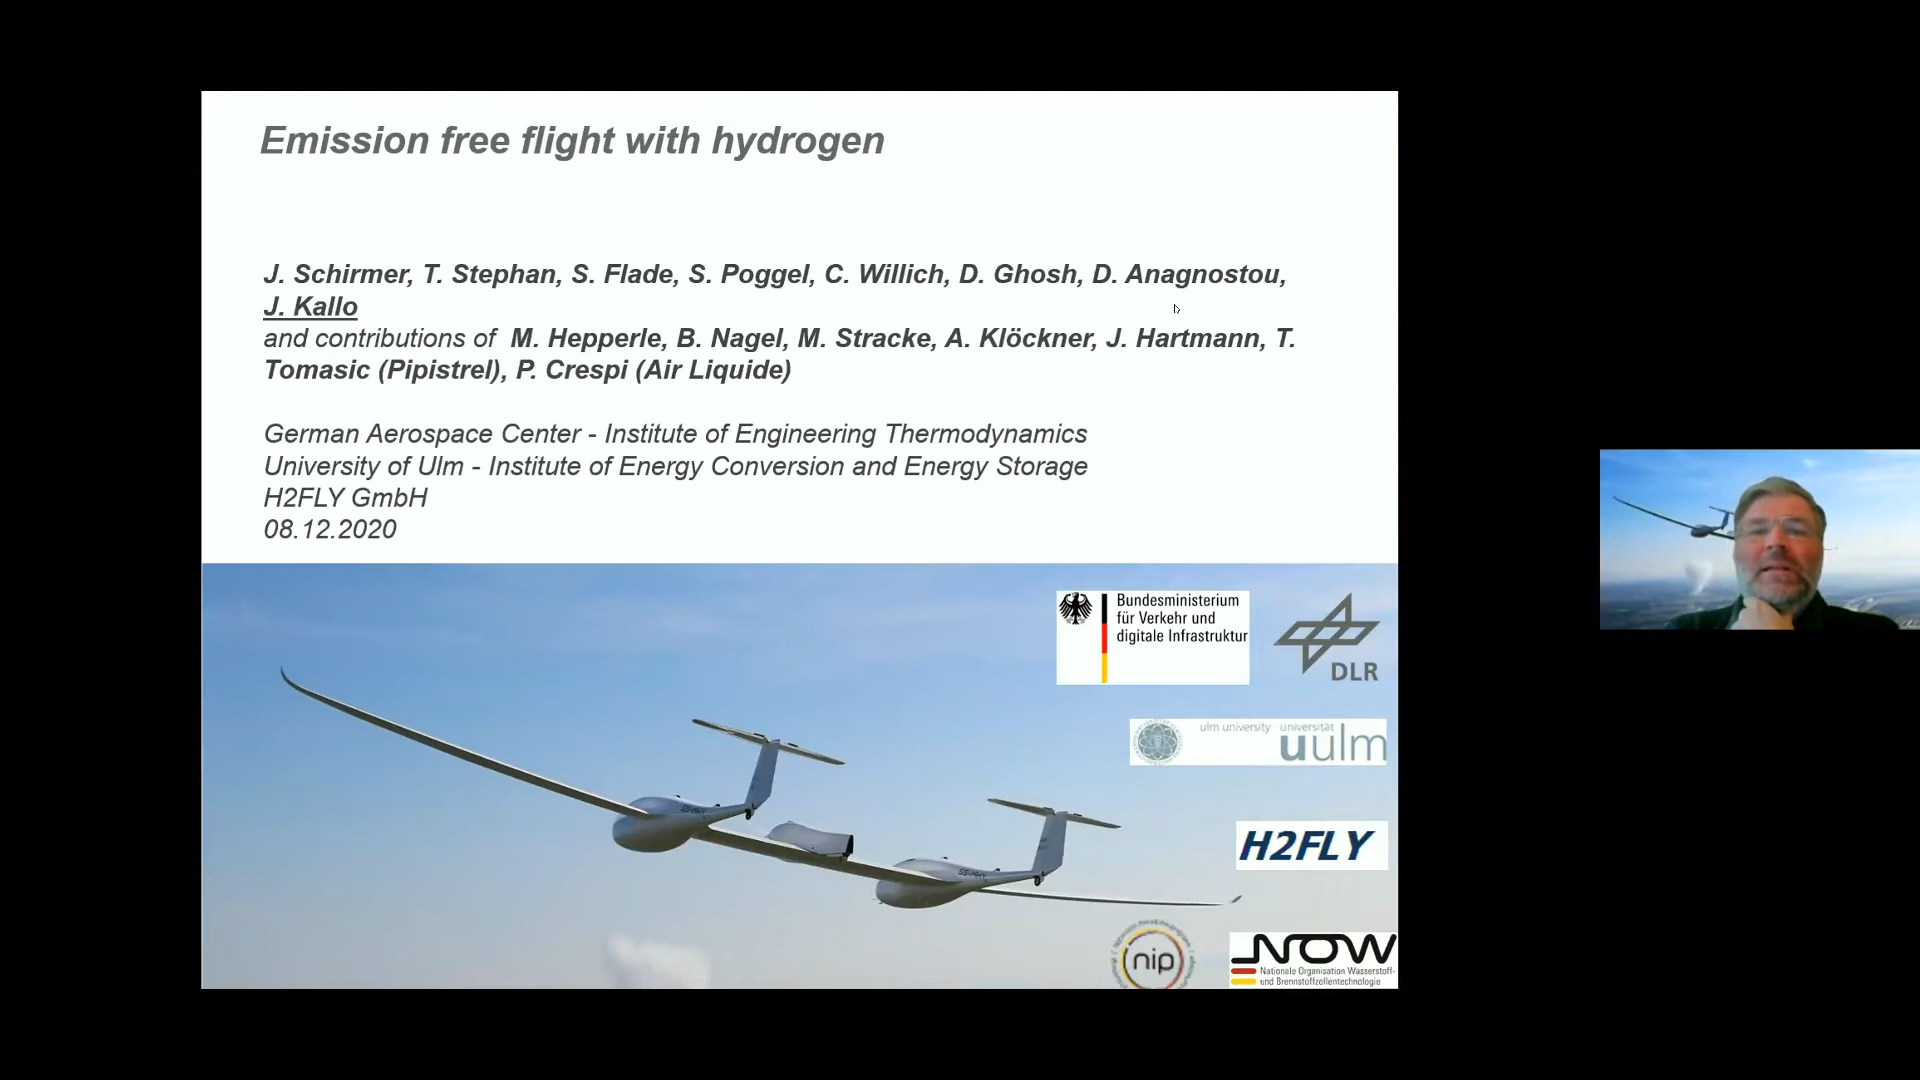 Emission free flight with hydrogen
J. Schirmer, T. Stephan, S. Flade, S. Poggel, C. Willich, D. Ghosh, D. Anagnostou,
J. Kallo
and contributions of M. Hepperle, B. Nagel, M. Stracke, A. Klöckner, J. Hartmann, T.
Tomasic (Pipistrel), P. Crespi (Air Liquide)
German Aerospace Center - Institute of Engineering Thermodynamics
University of Ulm - Institute of Energy Conversion and Energy Storage
H2FLY GmbH
08.12.2020
Bundesministerium
für Verkehr und
digitale Infrastruktur
DLR
ulm university universität
uulm
H2FLY
nip
NOW
Nationale Organisation Wasserstoff-
und Brennstoffzellentechnologie